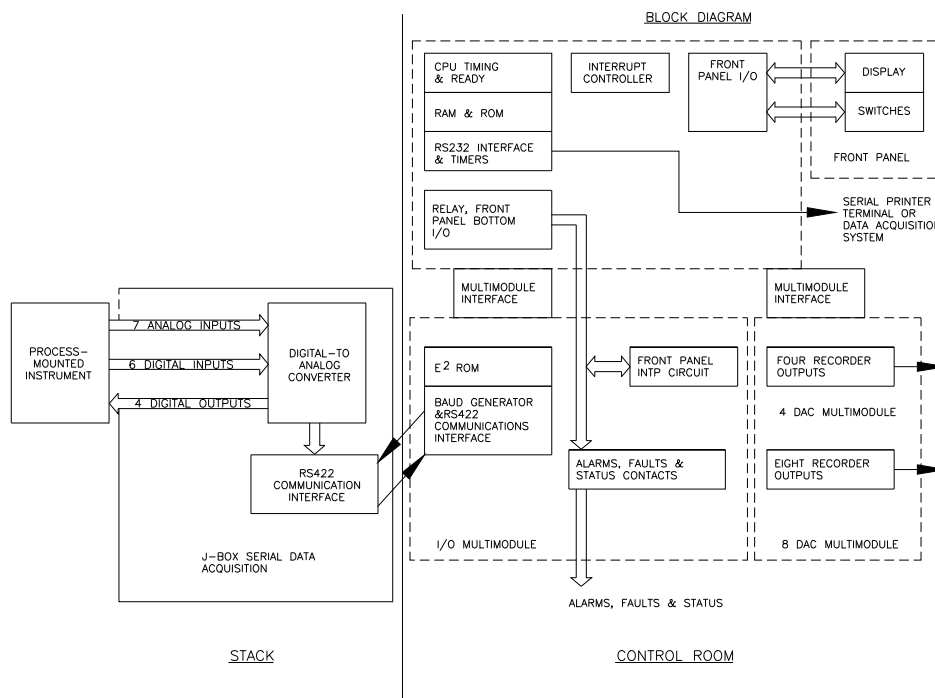 BLOCK DIAGRAM
CPU TIMING
& READY
INTERRUPT
CONTROLLER
FRONT
PANEL I/O
DISPLAY
RAM & ROM
SWITCHES
RS232 INTERFACE
& TIMERS
FRONT PANEL
RELAY, FRONT
PANEL BOTTOM
I/O
SERIAL PRINTER
TERMINAL OR
DATA ACQUISITION
SYSTEM
MULTIMODULE
INTERFACE
MULTIMODULE
INTERFACE
7 ANALOG INPUTS
PROCESS-
MOUNTED
INSTRUMENT
6 DIGITAL INPUTS
DIGITAL-TO
ANALOG
CONVERTER
4 DIGITAL OUTPUTS
E2 ROM
FRONT PANEL
INTP CIRCUIT
FOUR RECORDER
OUTPUTS
BAUD GENERATOR
&RS422
COMMUNICATIONS
INTERFACE
4 DAC MULTIMODULE
RS422
COMMUNICATION
INTERFACE
ALARMS, FAULTS &
STATUS CONTACTS
EIGHT RECORDER
OUTPUTS
J-BOX SERIAL DATA
ACQUISITION
I/O MULTIMODULE
8 DAC MULTIMODULE
ALARMS, FAULTS & STATUS
STACK
CONTROL ROOM